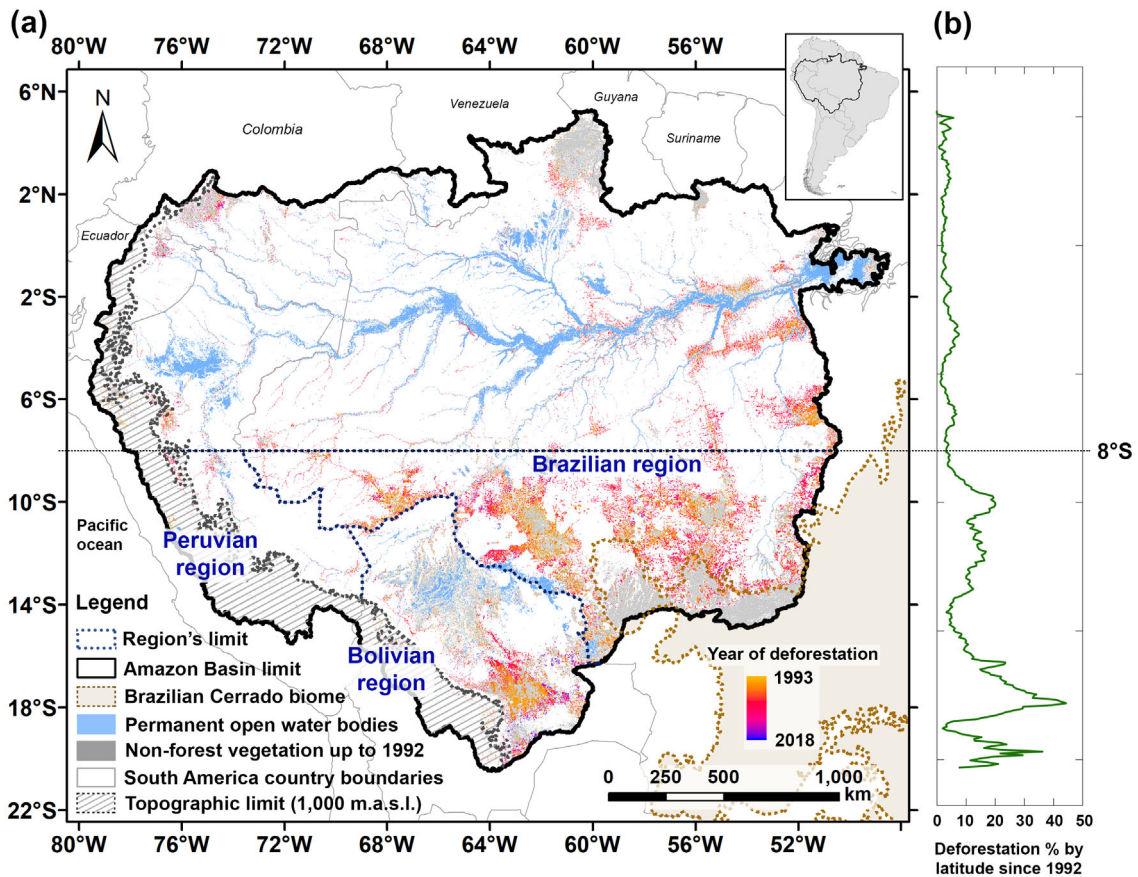 (a)
(b)
80°W 76°W 72°W 68°W 64°W 60°W 56°W
6°N
2°N
2°S
6°S
10°S
14°S
18°S
22°S
N
Colombia
Venezuela
Guyana
Suriname
Ecuador
8°S
Brazilian region
Pacific
ocean
Peruvian
region
Bolivian
region
Legend
Region's limit
Amazon Basin limit
Brazilian Cerrado biome
Permanent open water bodies
Non-forest vegetation up to 1992
South America country boundaries
Topographic limit (1,000 m.a.s.l.)
Year of deforestation
1993
2018
0 250 500 1,000
km
80°W 76°W 72°W 68°W 64°W 60°W 56°W 52°W
0 10 20 30 40 50
Deforestation % by
latitude since 1992